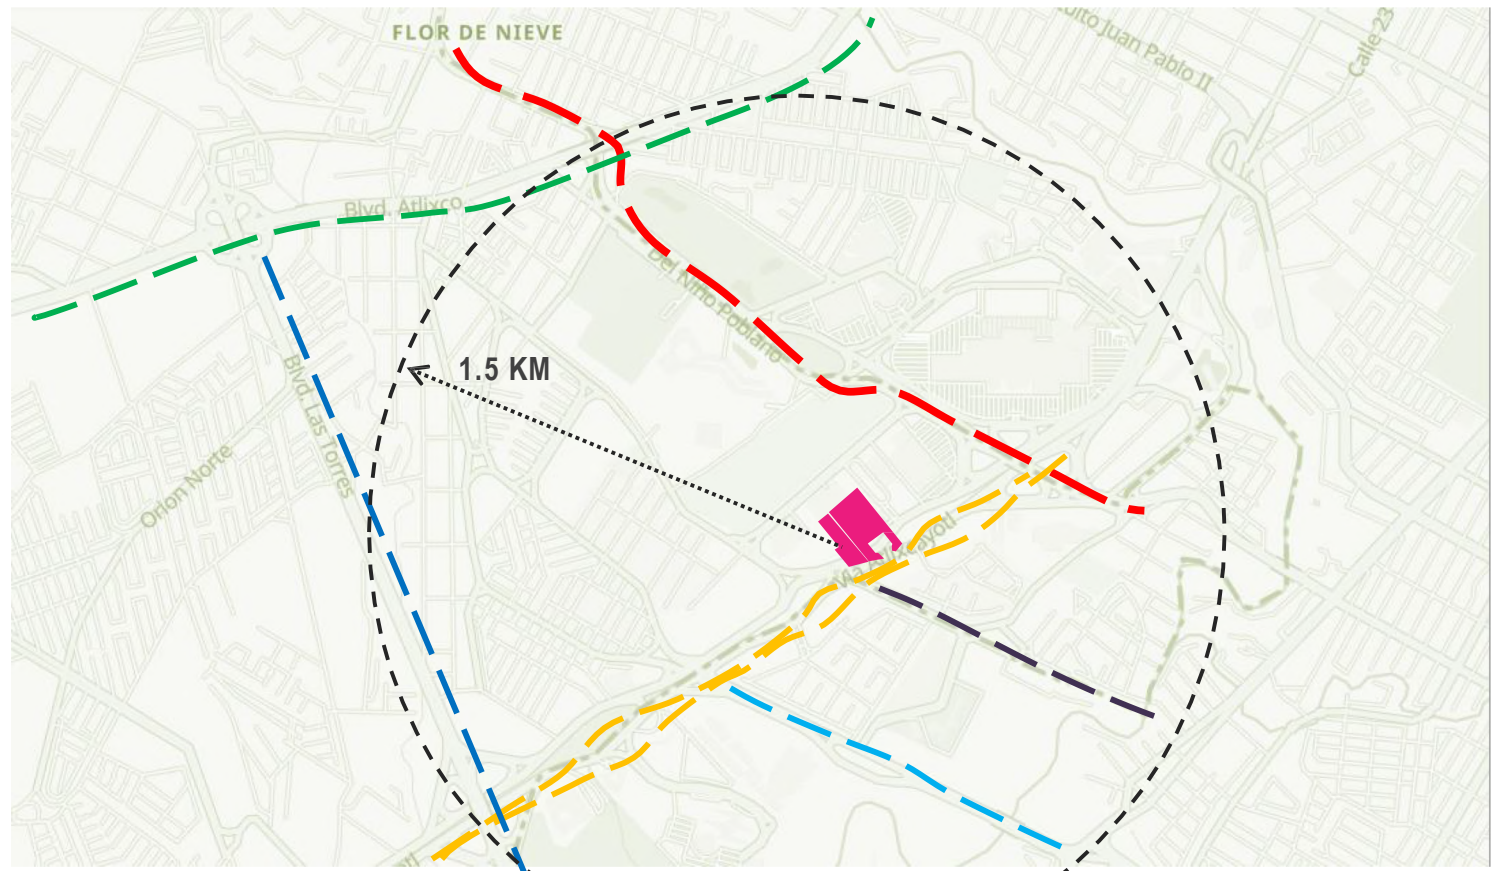 FLOR DE NIEVE
Juan Pablo II
Calle 23
Blvd. Atlixco
Del Niño Poblano
1.5 KM
Blvd. Las Torres
Orion Norte
Vía Atlixcayotl